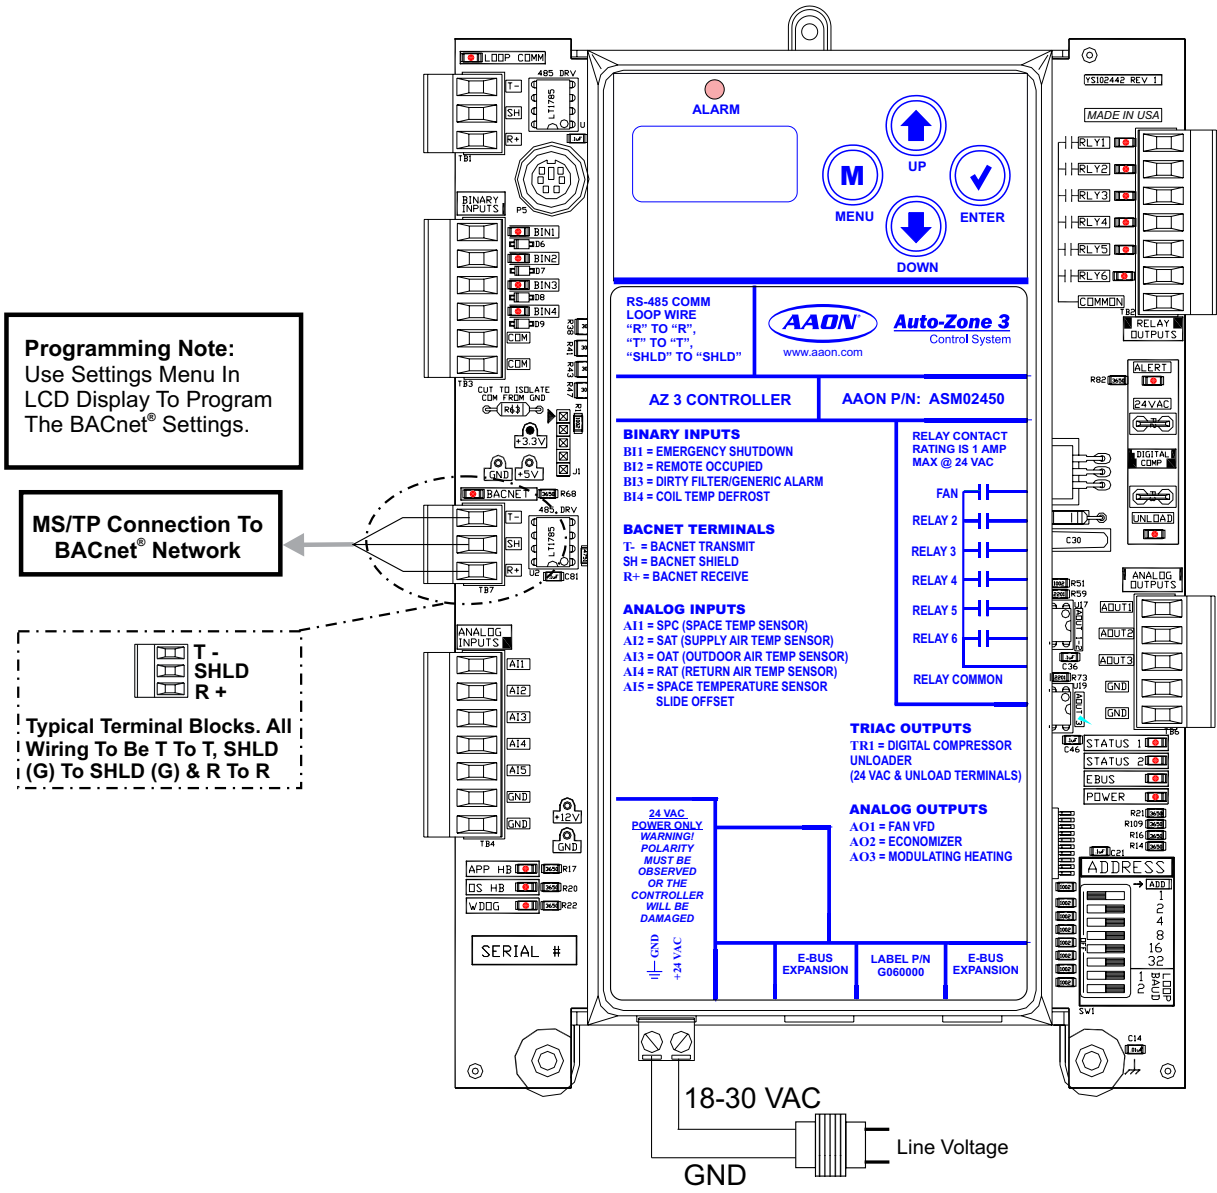 LOOP COMM
485 DRV
T-
SH
R+
LT1785
U
TB1
P5
BINARY
INPUTS
BIN1
D6
BIN2
D7
BIN3
D8
BIN4
D9
COM
COM
TB3
R38
R41
R43
R47
CUT TO ISOLATE
COM FROM GND
R63
+3.3V
GND
+5V
J1
BACNET
R68
485 DRV
T-
SH
R+
LT1785
U2
C81
TB7
ANALOG
INPUTS
AI1
AI2
AI3
AI4
AI5
GND
GND
TB4
+12V
GND
APP HB
R17
OS HB
R20
WDOG
R22
SERIAL #
Programming Note:
Use Settings Menu In
LCD Display To Program
The BACnet® Settings.
MS/TP Connection To
BACnet® Network
T -
SHLD
R +
Typical Terminal Blocks. All
Wiring To Be T To T, SHLD
(G) To SHLD (G) & R To R
ALARM
UP
M
MENU
ENTER
DOWN
RS-485 COMM
LOOP WIRE
“R” TO “R”,
“T” TO “T”,
“SHLD” TO “SHLD”
AAON®
www.aaon.com
Auto-Zone 3
Control System
AZ 3 CONTROLLER
AAON P/N: ASM02450
BINARY INPUTS
BI1 = EMERGENCY SHUTDOWN
BI2 = REMOTE OCCUPIED
BI3 = DIRTY FILTER/GENERIC ALARM
BI4 = COIL TEMP DEFROST
BACNET TERMINALS
T- = BACNET TRANSMIT
SH = BACNET SHIELD
R+ = BACNET RECEIVE
ANALOG INPUTS
AI1 = SPC (SPACE TEMP SENSOR)
AI2 = SAT (SUPPLY AIR TEMP SENSOR)
AI3 = OAT (OUTDOOR AIR TEMP SENSOR)
AI4 = RAT (RETURN AIR TEMP SENSOR)
AI5 = SPACE TEMPERATURE SENSOR
SLIDE OFFSET
RELAY CONTACT
RATING IS 1 AMP
MAX @ 24 VAC
FAN
RELAY 2
RELAY 3
RELAY 4
RELAY 5
RELAY 6
RELAY COMMON
TRIAC OUTPUTS
TR1 = DIGITAL COMPRESSOR
UNLOADER
(24 VAC & UNLOAD TERMINALS)
ANALOG OUTPUTS
AO1 = FAN VFD
AO2 = ECONOMIZER
AO3 = MODULATING HEATING
24 VAC
POWER ONLY
WARNING!
POLARITY
MUST BE
OBSERVED
OR THE
CONTROLLER
WILL BE
DAMAGED
GND
+24 VAC
E-BUS
EXPANSION
LABEL P/N
G060000
E-BUS
EXPANSION
YS102442 REV 1
MADE IN USA
RLY1
RLY2
RLY3
RLY4
RLY5
RLY6
COMMON
TB2
RELAY
OUTPUTS
ALERT
R82
24VAC
DIGITAL
COMP
UNLOAD
C30
ANALOG
OUTPUTS
R51
R59
U17
AOUT1
AOUT2
AOUT3
GND
GND
C36
R73
U19
C46
TB6
STATUS 1
STATUS 2
EBUS
POWER
R21
R109
R16
R14
C21
ADDRESS
ADD
1
2
4
8
16
32
1
2
LOOP
BAUD
SW1
C14
18-30 VAC
GND
Line Voltage